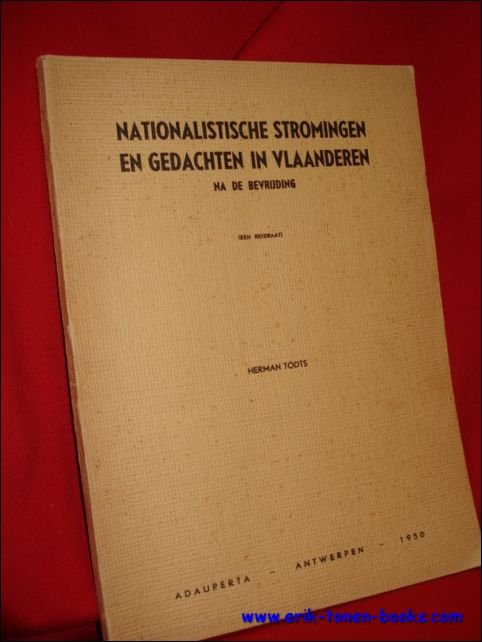 NATIONALISTISCHE STROMINGEN
EN GEDACHTEN IN VLAANDEREN
NA DE BEVRIJDING
(EEN REFERAAT)
HERMAN TODTS
ADAUPERTA - ANTWERPEN - 1950
www.erik-tonen-books.com